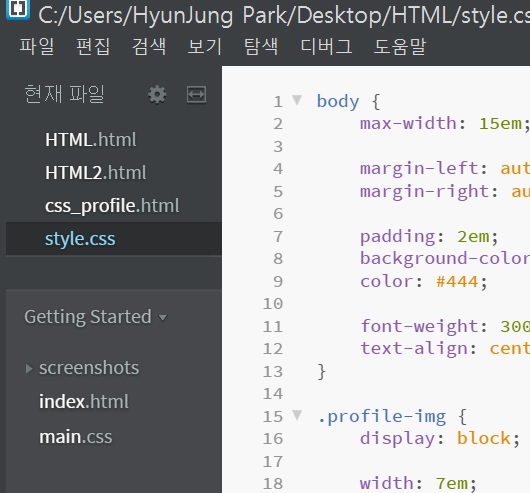 C:/Users/HyunJung Park/Desktop/HTML/style.cs
파일 편집 검색 보기 탐색 디버그 도움말
현재 파일
HTML.html
HTML2.html
css_profile.html
style.css
Getting Started
screenshots
index.html
main.css
1 body {
2 max-width: 15em;
3
4 margin-left: aut
5 margin-right: au
6
7 padding: 2em;
8 background-color
9 color: #444;
10
11 font-weight: 300
12 text-align: cent
13 }
14
15 .profile-img {
16 display: block;
17
18 width: 7em;